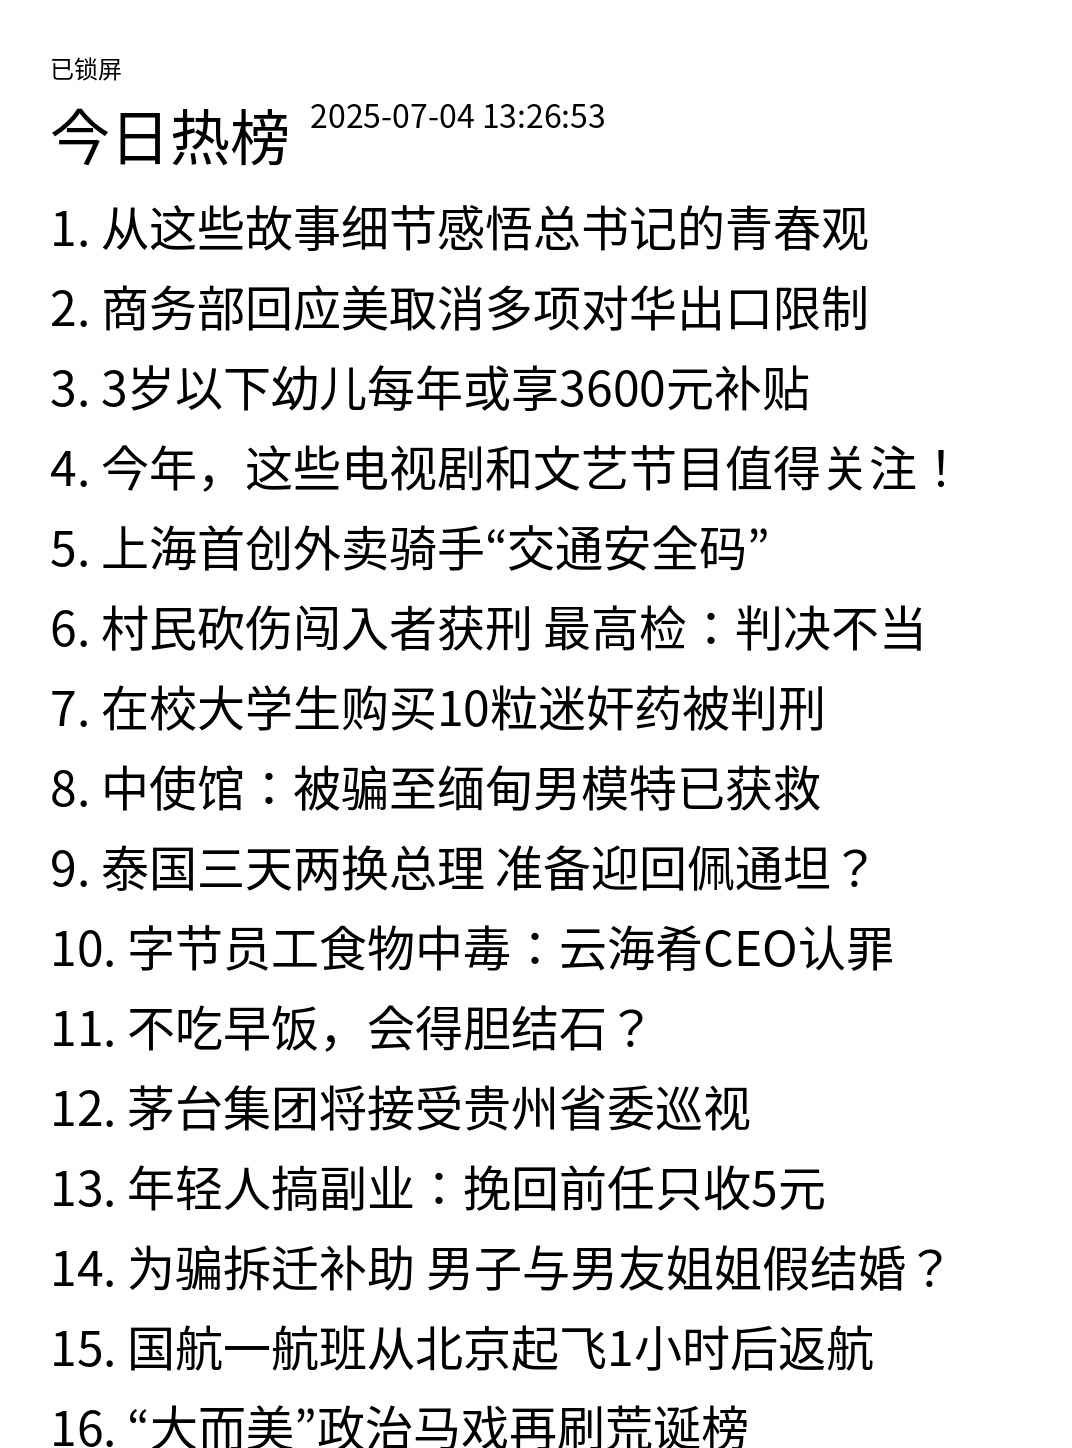 已锁屏
今日热榜 2025-07-04 13:26:53
1. 从这些故事细节感悟总书记的青春观
2. 商务部回应美取消多项对华出口限制
3. 3岁以下幼儿每年或享3600元补贴
4. 今年，这些电视剧和文艺节目值得关注！
5. 上海首创外卖骑手“交通安全码”
6. 村民砍伤闯入者获刑 最高检：判决不当
7. 在校大学生购买10粒迷奸药被判刑
8. 中使馆：被骗至缅甸男模特已获救
9. 泰国三天两换总理 准备迎回佩通坦？
10. 字节员工食物中毒：云海肴CEO认罪
11. 不吃早饭，会得胆结石？
12. 茅台集团将接受贵州省委巡视
13. 年轻人搞副业：挽回前任只收5元
14. 为骗拆迁补助 男子与男友姐姐假结婚？
15. 国航一航班从北京起飞1小时后返航
16. “大而美”政治马戏再刷荒诞榜